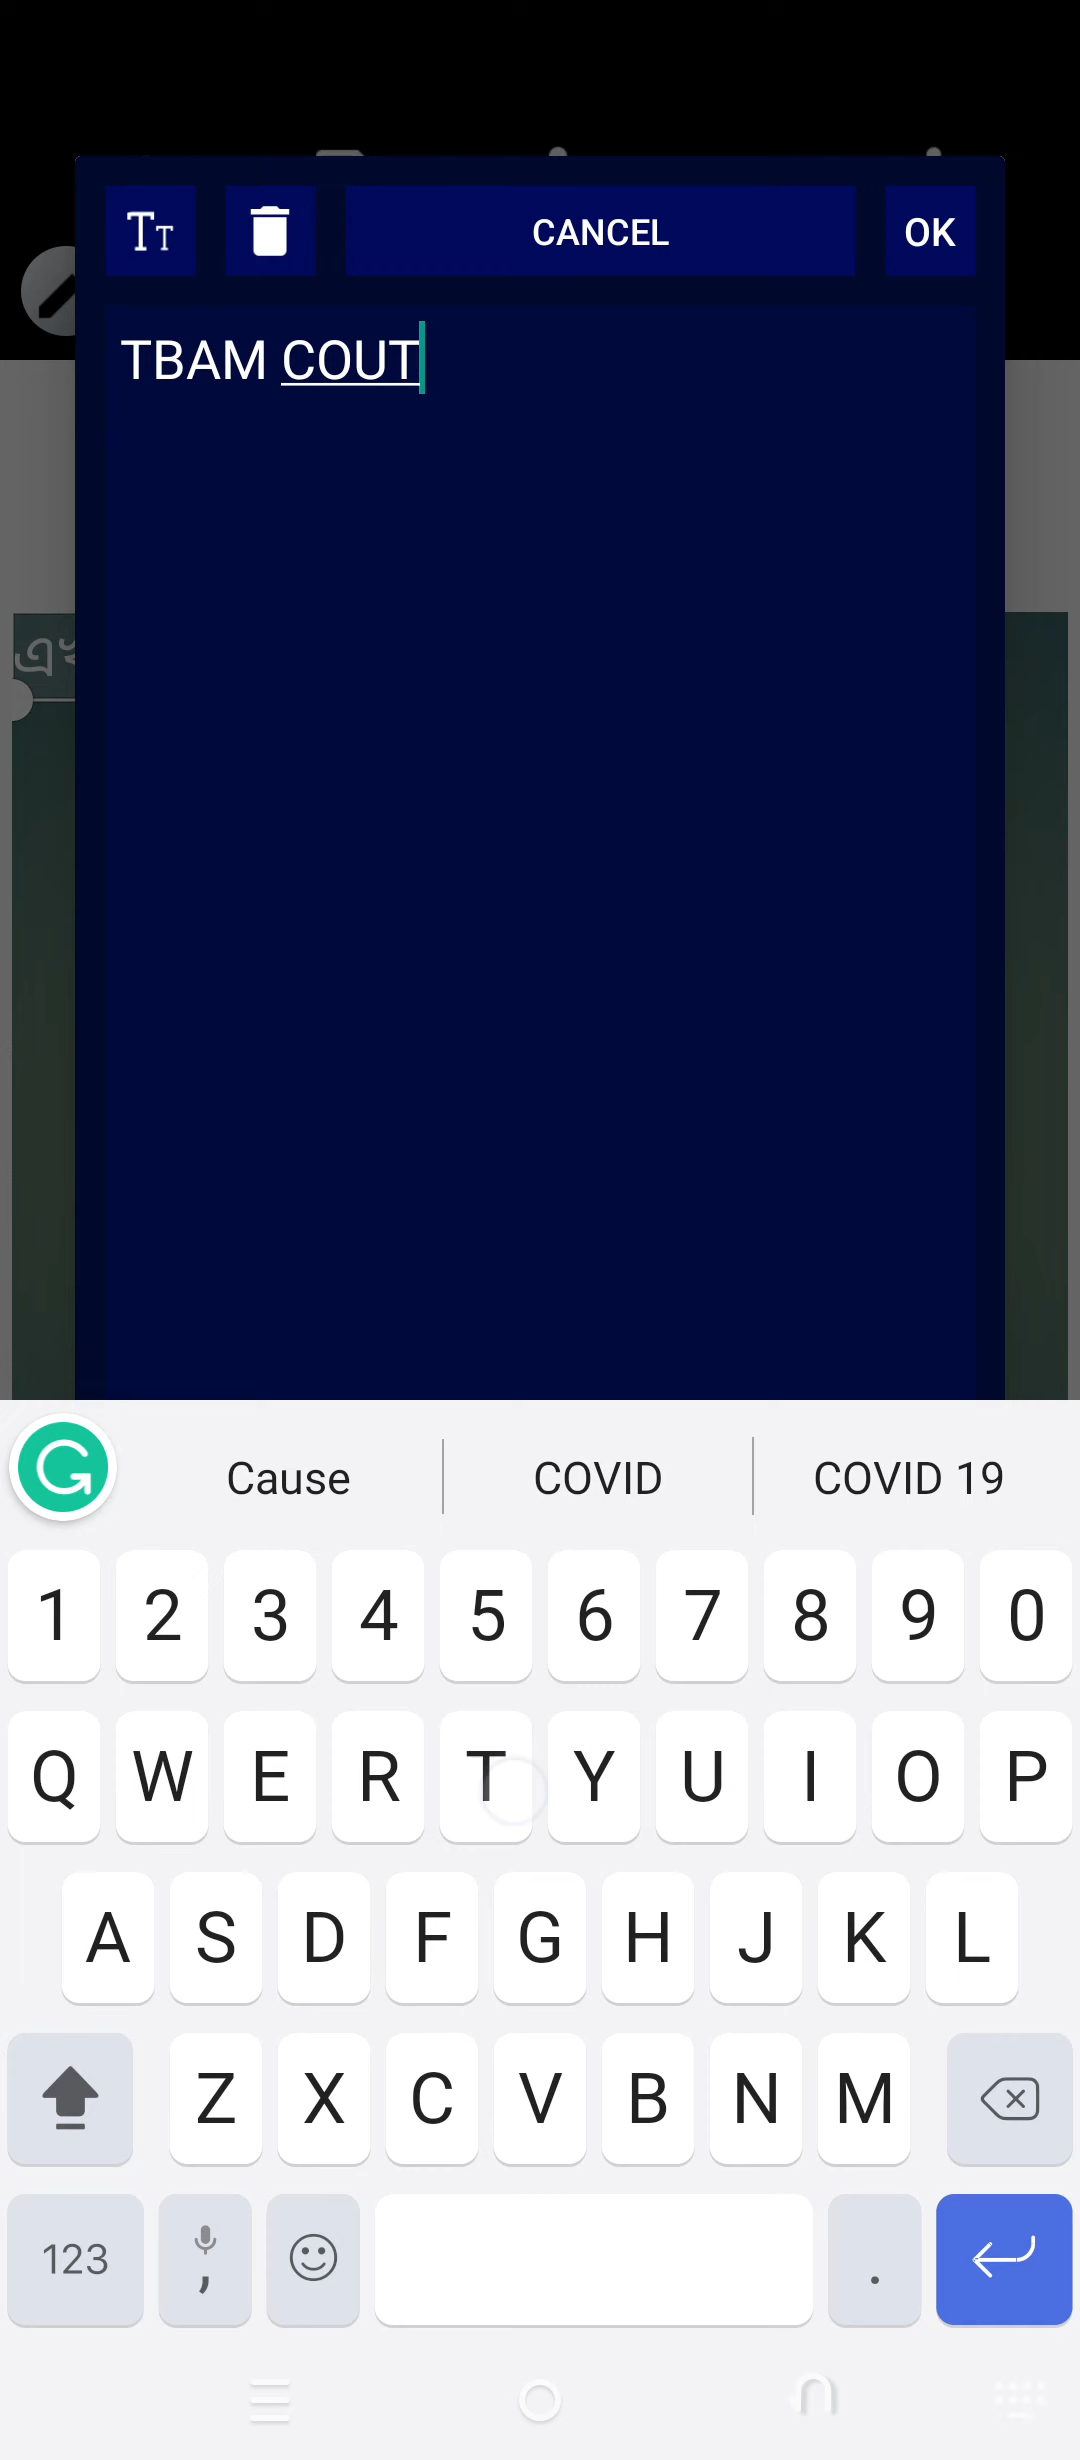 Tт
CANCEL
OK
TBAM COUT
এ
Cause
COVID
COVID 19
1 2 3 4 5 6 7 8 9 0
Q W E R T Y U I O P
A S D F G H J K L
Z X C V B N M
123 , .